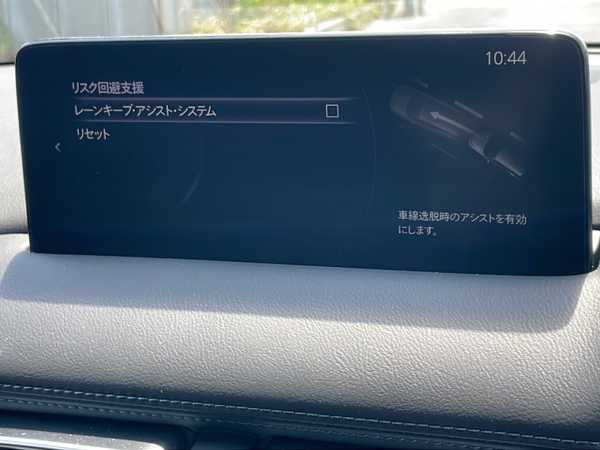 10:44
リスク回避支援
レーンキープ・アシスト・システム
リセット
車線逸脱時のアシストを有効
にします。